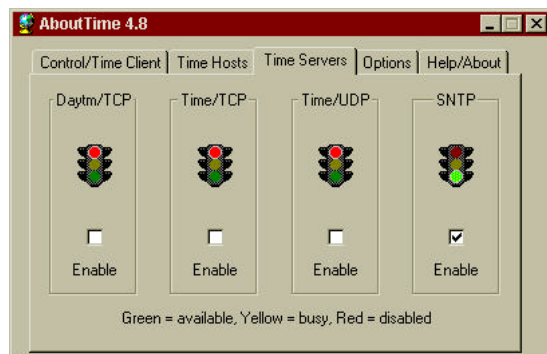 AboutTime 4.8
Control/Time Client Time Hosts Time Servers Options Help/About
Daytm/TCP Time/TCP Time/UDP SNTP
Enable Enable Enable Enable
Green = available, Yellow = busy, Red = disabled